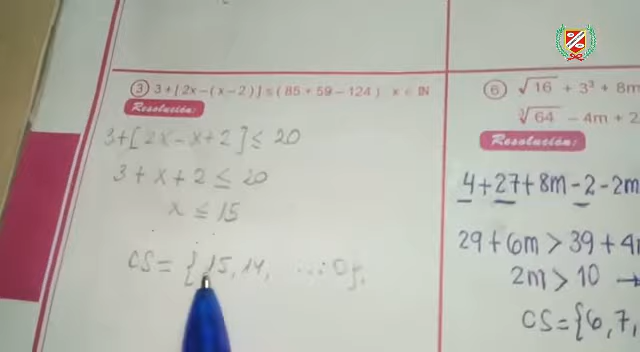 3 3+[2x-(x-2)]≤(85+59-124) x ∈ IN
Resolución:
3+[2x-x+2]≤20
3+x+2≤20
x≤15
CS={15,14, ...0},
6 √16 + 3³ + 8m
∛64 - 4m + 2
Resolución:
4+27+8m-2-2m
29+6m>39+4m
2m>10 →
CS={6,7,